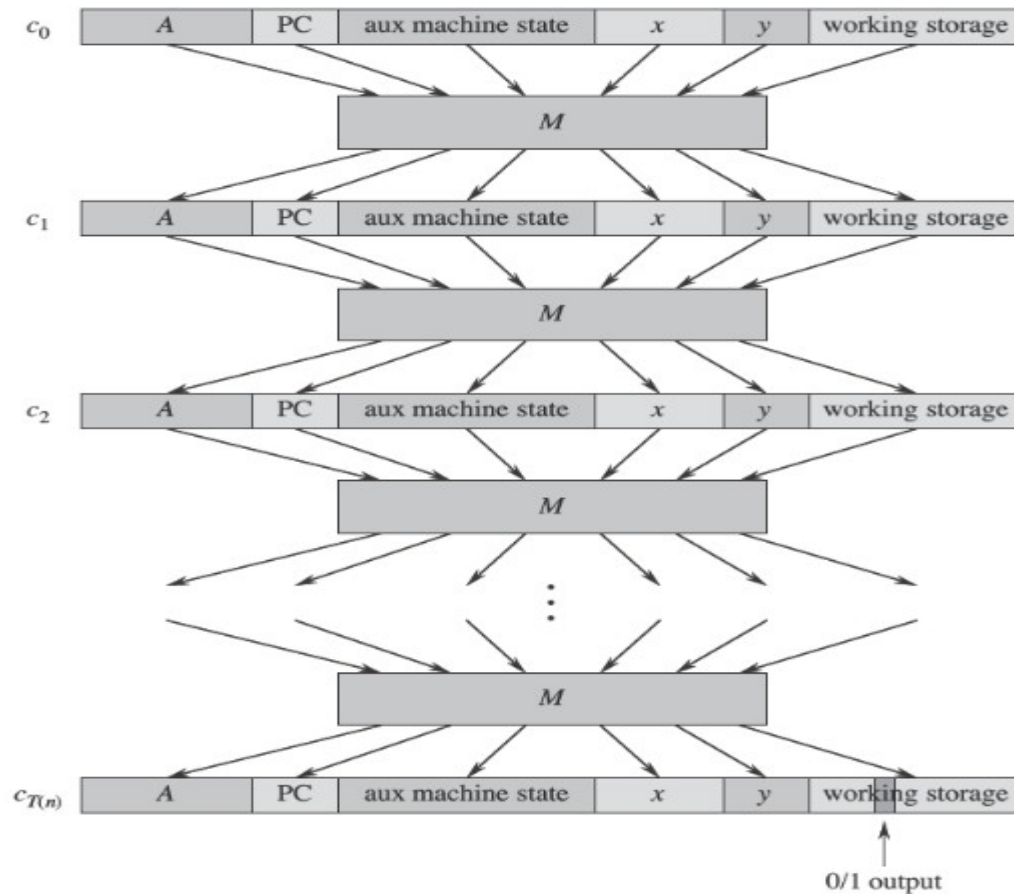 c0 A PC aux machine state x y working storage
M
c1 A PC aux machine state x y working storage
M
c2 A PC aux machine state x y working storage
M
⋮
M
cT(n) A PC aux machine state x y working storage
0/1 output